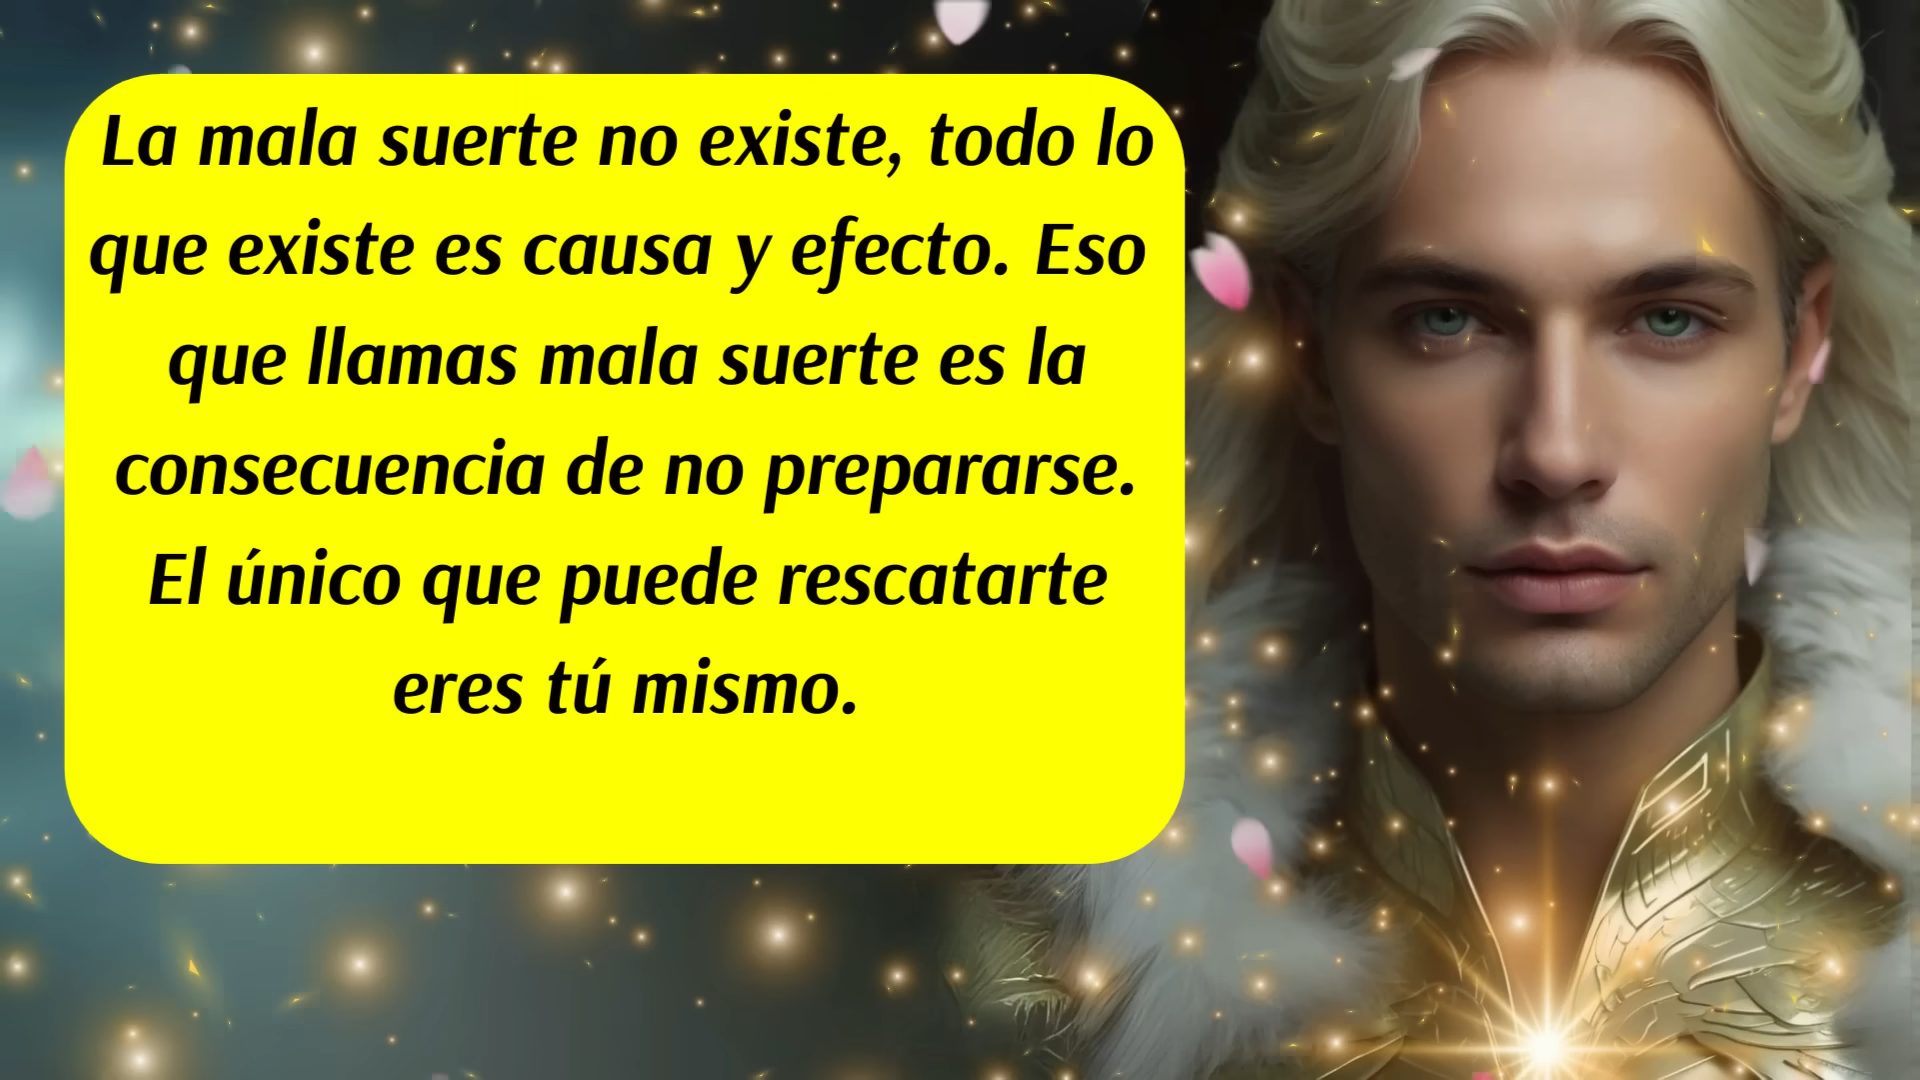 La mala suerte no existe, todo lo
que existe es causa y efecto. Eso
que llamas mala suerte es la
consecuencia de no prepararse.
El único que puede rescatarte
eres tú mismo.